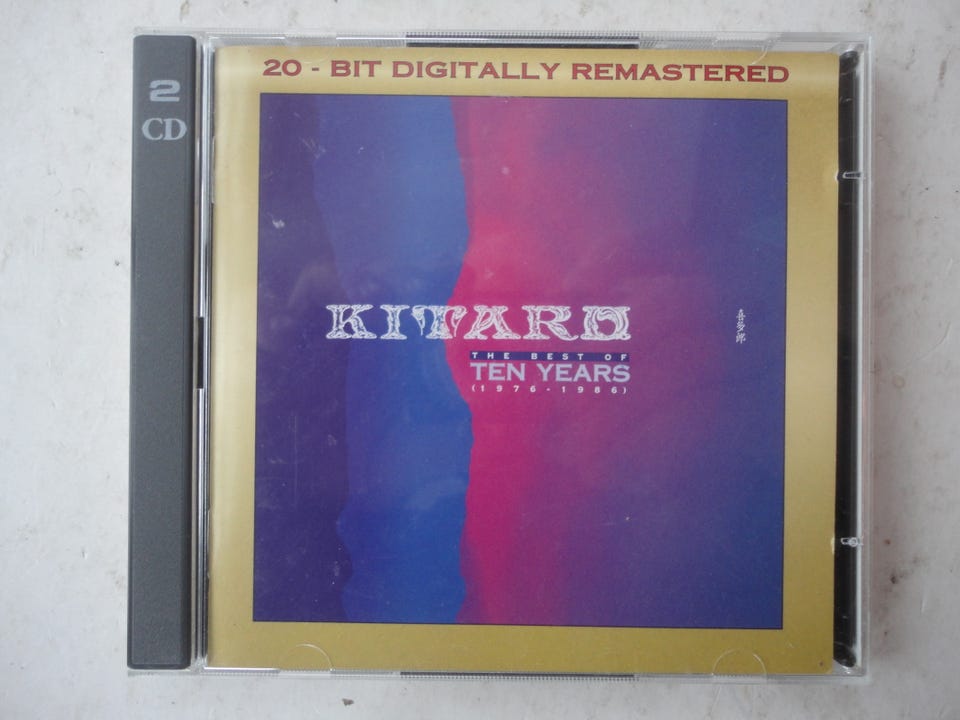 2
CD
20 - BIT DIGITALLY REMASTERED
KITARO
喜多郎
THE BEST OF
TEN YEARS
(1976-1986)